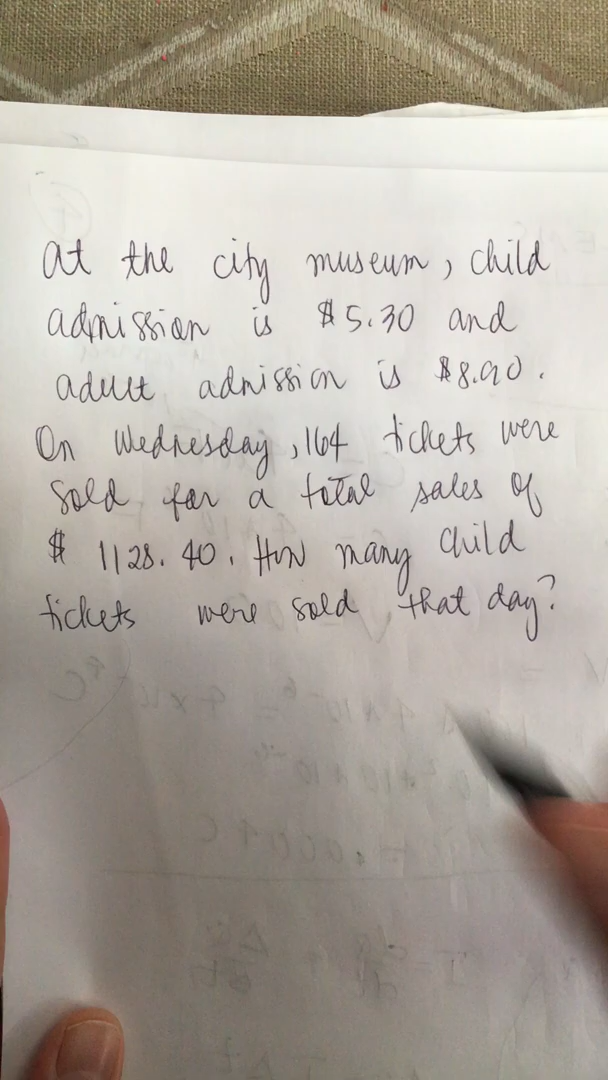 at the city museum, child
admission is $5.30 and
adult admission is $8.90.
On Wednesday, 164 tickets were
sold for a total sales of
$ 1128.40. How many child
tickets were sold that day?